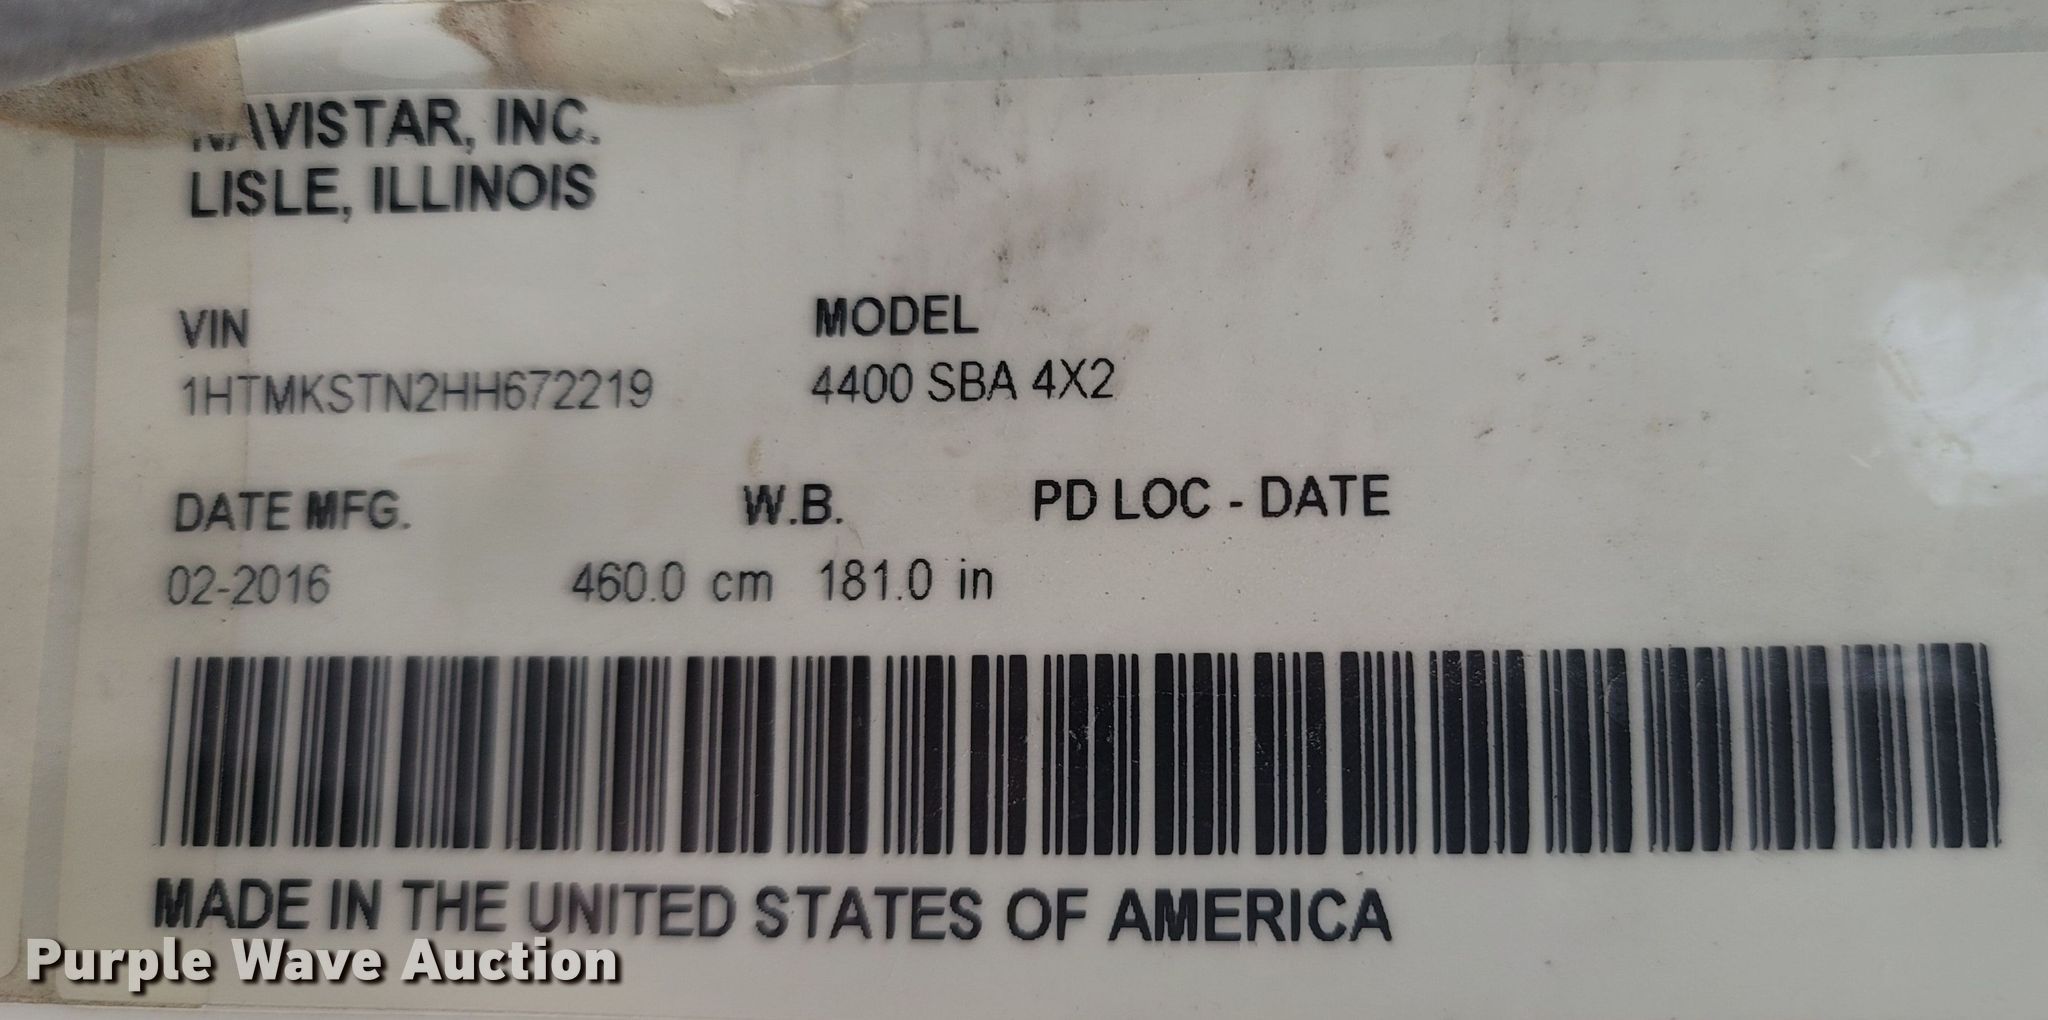 NAVISTAR, INC.
LISLE, ILLINOIS
VIN MODEL
1HTMKSTN2HH672219 4400 SBA 4X2
DATE MFG. W.B. PD LOC - DATE
02-2016 460.0 cm 181.0 in
MADE IN THE UNITED STATES OF AMERICA
Purple Wave Auction